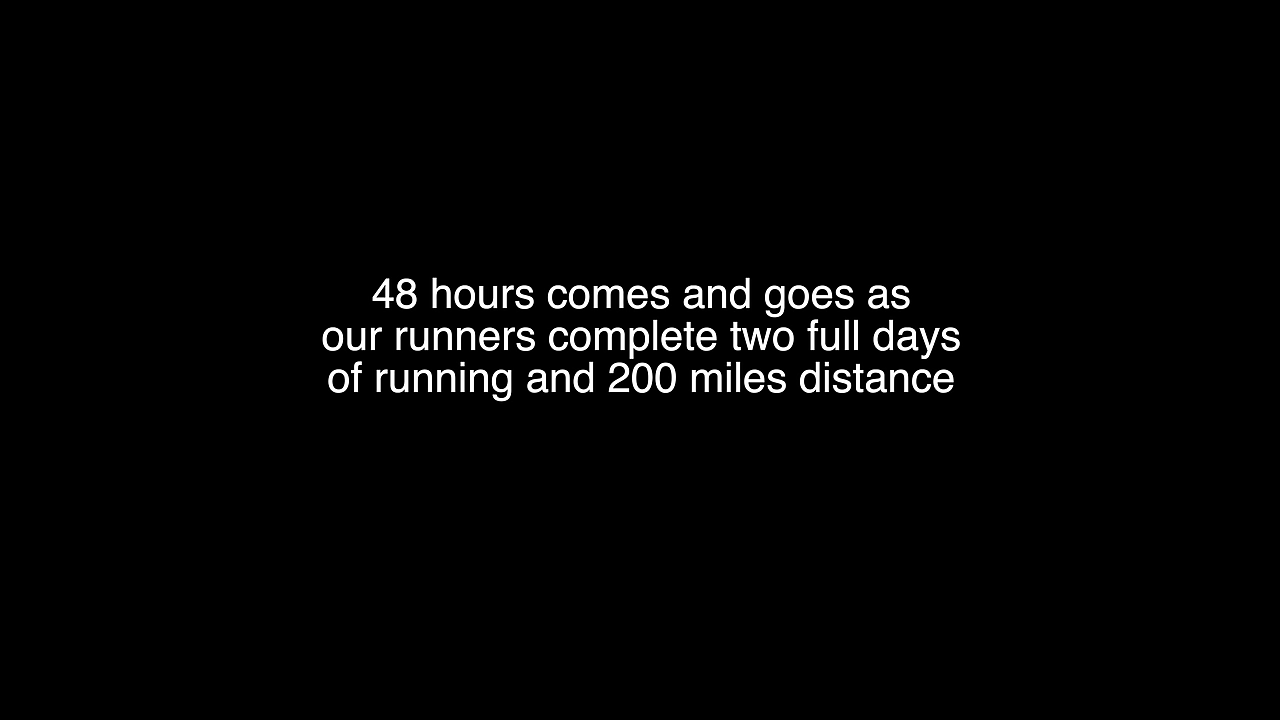 48 hours comes and goes as
our runners complete two full days
of running and 200 miles distance